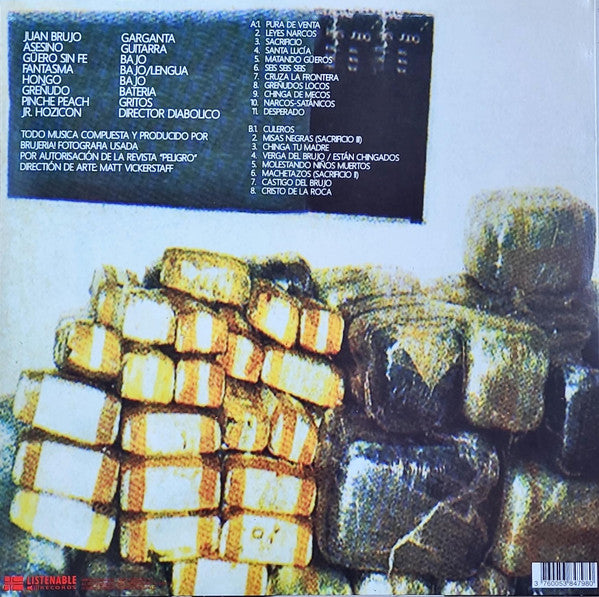 JUAN BRUJO GARGANTA
ASESINO GUITARRA
GÜERO SIN FE BAJO
FANTASMA BAJO/LENGUA
HONGO BAJO
GREÑUDO BATERIA
PINCHE PEACH GRITOS
JR. HOZICON DIRECTOR DIABOLICO
TODO MUSICA COMPUESTA Y PRODUCIDO POR
BRUJERIA! FOTOGRAFIA USADA
POR AUTORISACIÓN DE LA REVISTA "PELIGRO"
DIRECTIÓN DE ARTE: MATT VICKERSTAFF
A:1. PURA DE VENTA
2. LEYES NARCOS
3. SACRIFICIO
4. SANTA LUCÍA
5. MATANDO GÜEROS
6. SEIS SEIS SEIS
7. CRUZA LA FRONTERA
8. GREÑUDOS LOCOS
9. CHINGA DE MECOS
10. NARCOS-SATÁNICOS
11. DESPERADO
B:1. CULEROS
2. MISAS NEGRAS (SACRIFICIO III)
3. CHINGA TU MADRE
4. VERGA DEL BRUJO / ESTÁN CHINGADOS
5. MOLESTANDO NIÑOS MUERTOS
6. MACHETAZOS (SACRIFICIO II)
7. CASTIGO DEL BRUJO
8. CRISTO DE LA ROCA
LISTENABLE
RECORDS
3 760053 847980